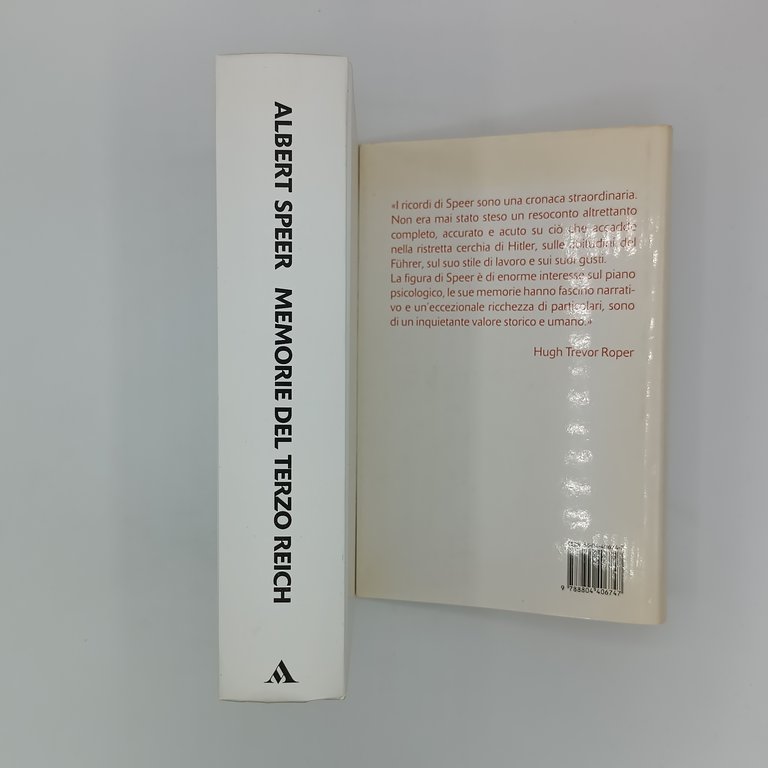 ALBERT SPEER MEMORIE DEL TERZO REICH
«I ricordi di Speer sono una cronaca straordinaria.
Non era mai stato steso un resoconto altrettanto
completo, accurato e acuto su ciò che accadde
nella ristretta cerchia di Hitler, sulle abitudini del
Führer, sul suo stile di lavoro e sui suoi gusti.
La figura di Speer è di enorme interesse sul piano
psicologico, le sue memorie hanno fascino narrati-
vo e un'eccezionale ricchezza di particolari, sono
di un inquietante valore storico e umano.»
Hugh Trevor Roper
9 788804 406747